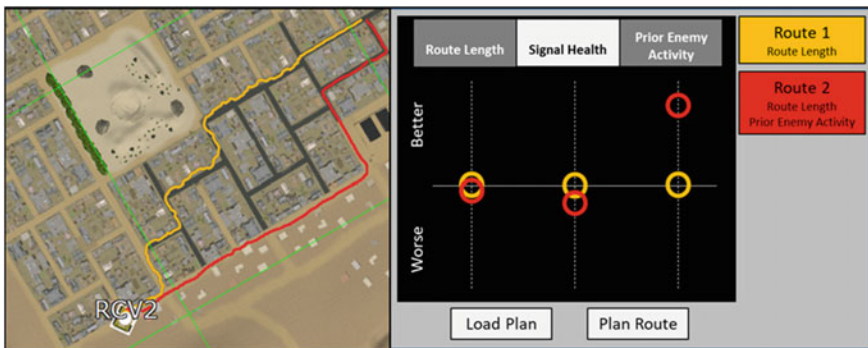 RCV2
Route Length
Signal Health
Prior Enemy
Activity
Better
Worse
Load Plan
Plan Route
Route 1
Route Length
Route 2
Route Length
Prior Enemy Activity